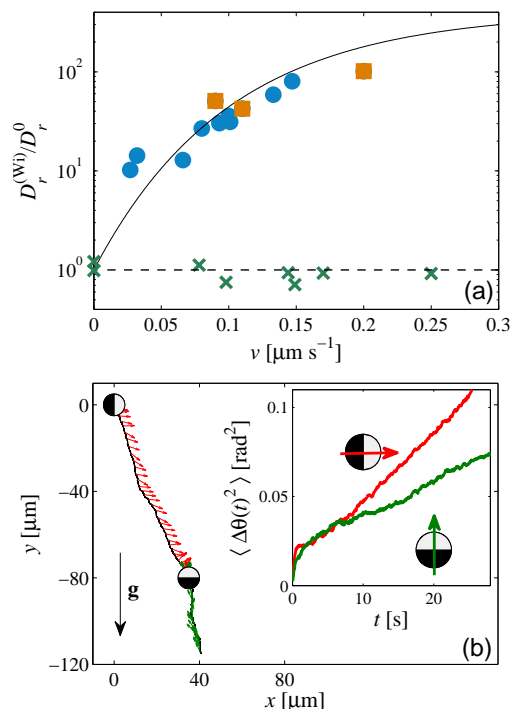 D_r^(Wi)/D_r^0
10^2
10^1
10^0
(a)
0 0.05 0.1 0.15 0.2 0.25 0.3
v [μm s⁻¹]
0
−40
−80
−120
y [μm]
g
0 40 80
x [μm]
0.1
0.05
0
⟨ Δθ(t)² ⟩ [rad²]
0 10 20
t [s]
(b)